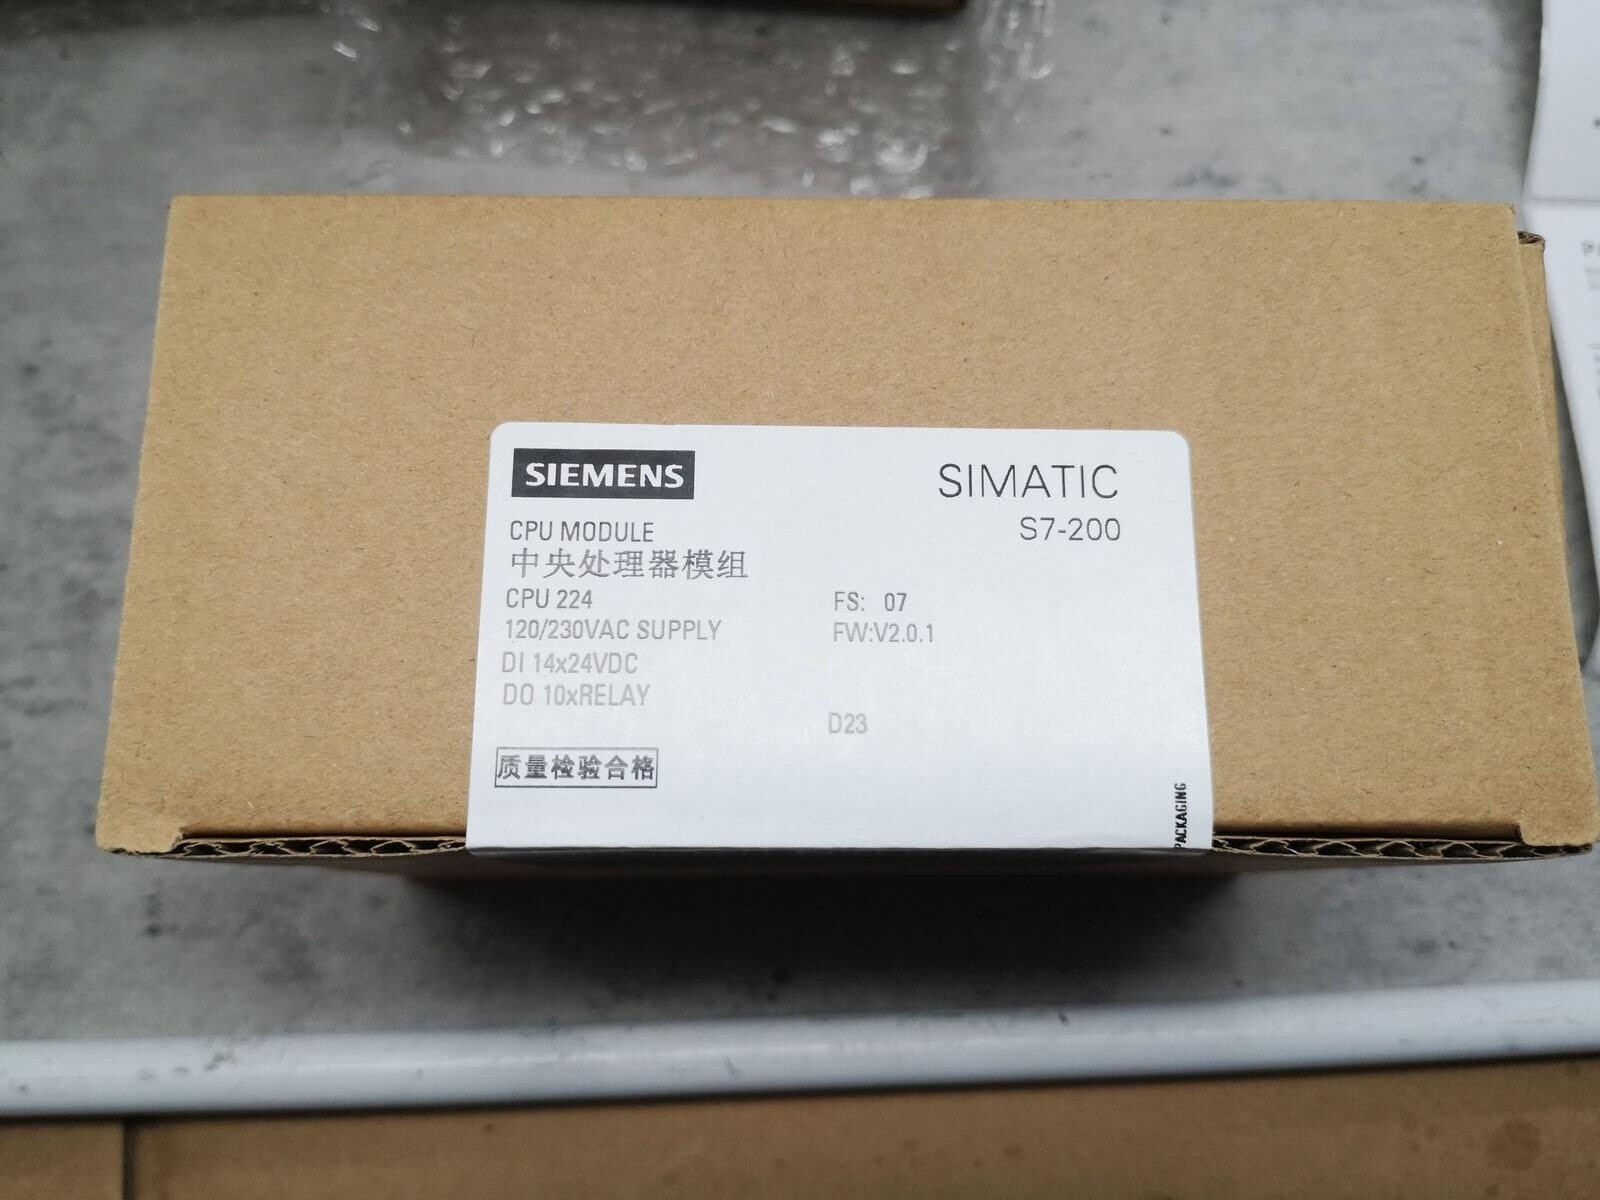 SIEMENS
SIMATIC
S7-200
CPU MODULE
中央处理器模组
CPU 224
120/230VAC SUPPLY
DI 14x24VDC
DO 10xRELAY
FS: 07
FW:V2.0.1
D23
质量检验合格
PACKAGING